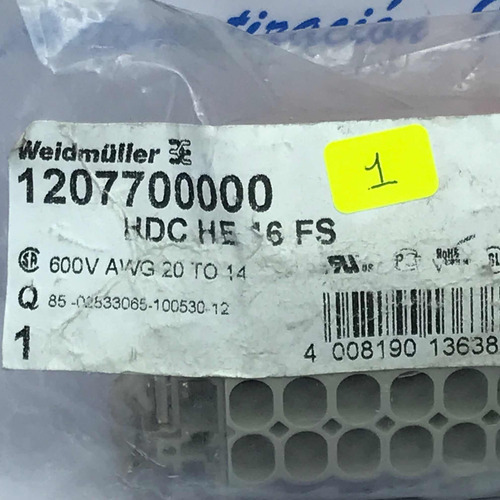 Weidmüller
1207700000
1
HDC HE 16 FS
600V AWG 20 TO 14
Q 85-02533065-100530-12
1
4 008190 13638